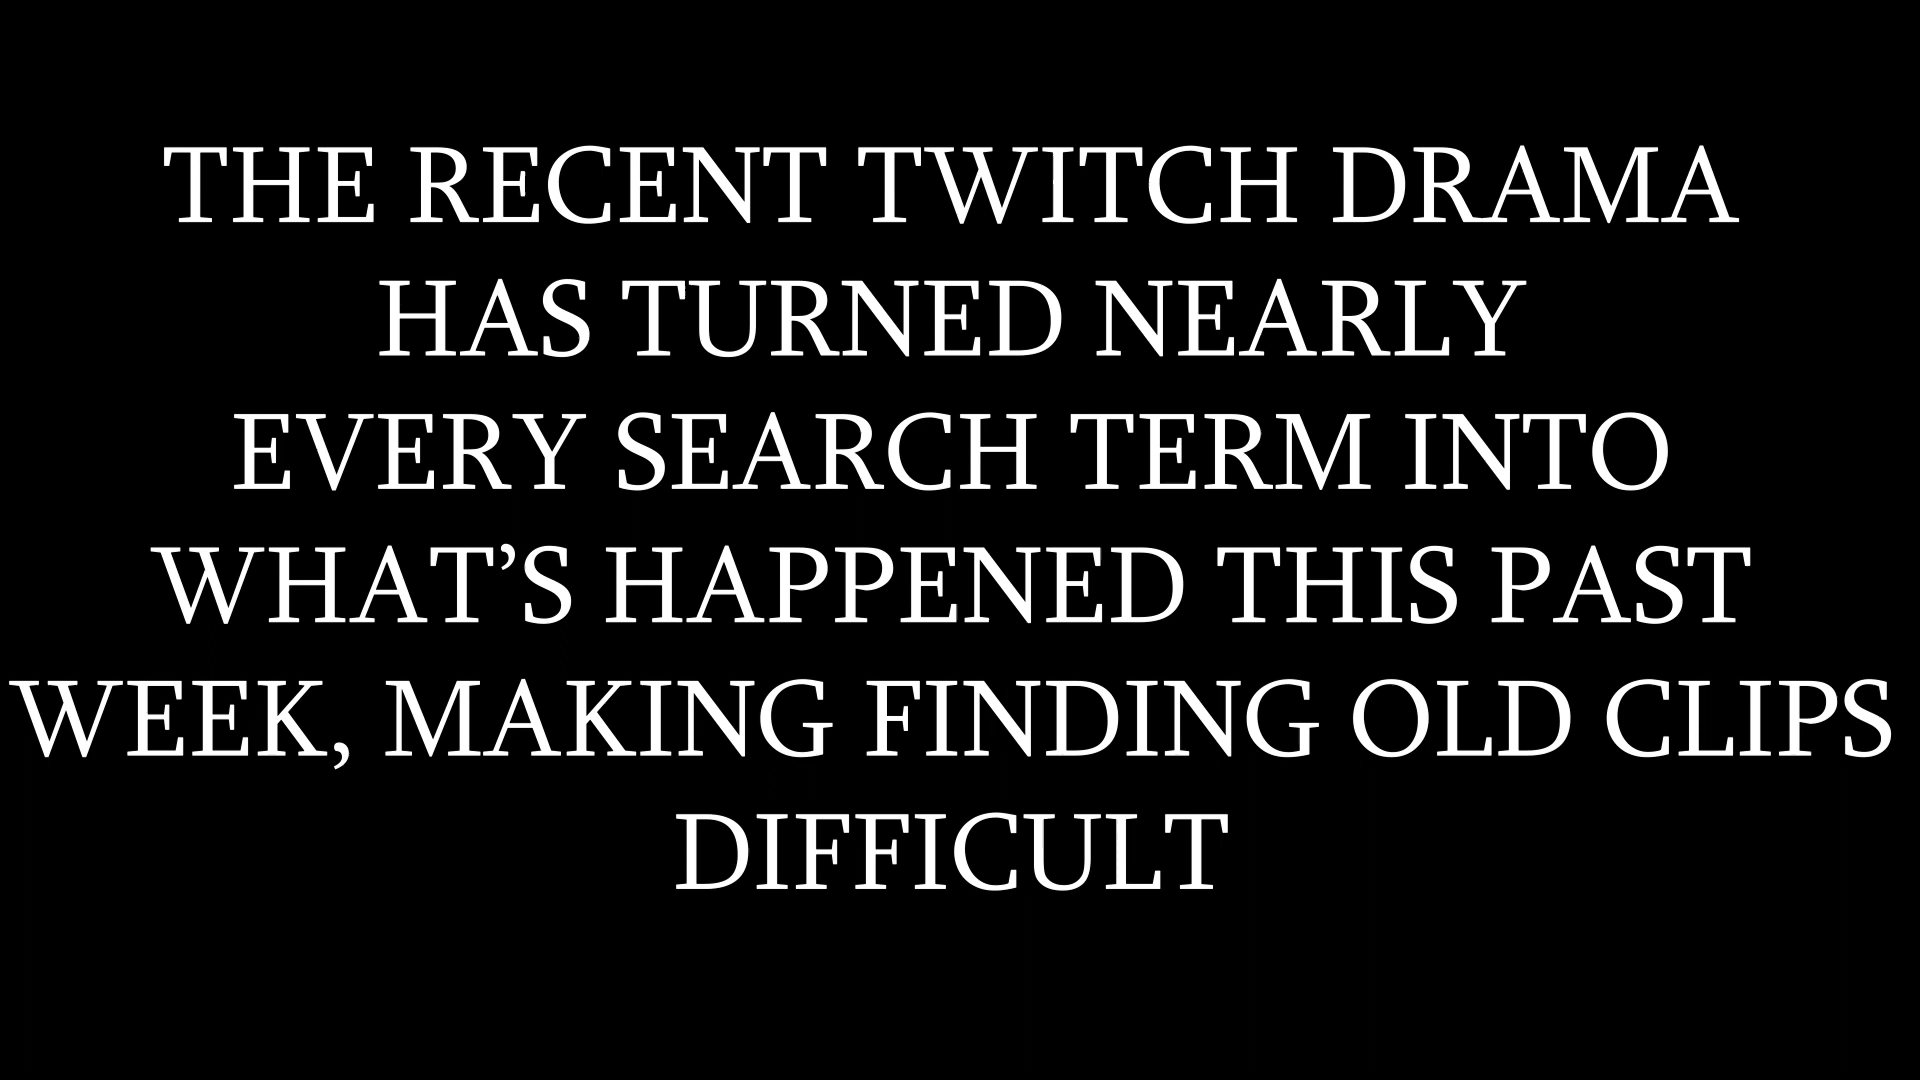 THE RECENT TWITCH DRAMA
HAS TURNED NEARLY
EVERY SEARCH TERM INTO
WHAT’S HAPPENED THIS PAST
WEEK, MAKING FINDING OLD CLIPS
DIFFICULT